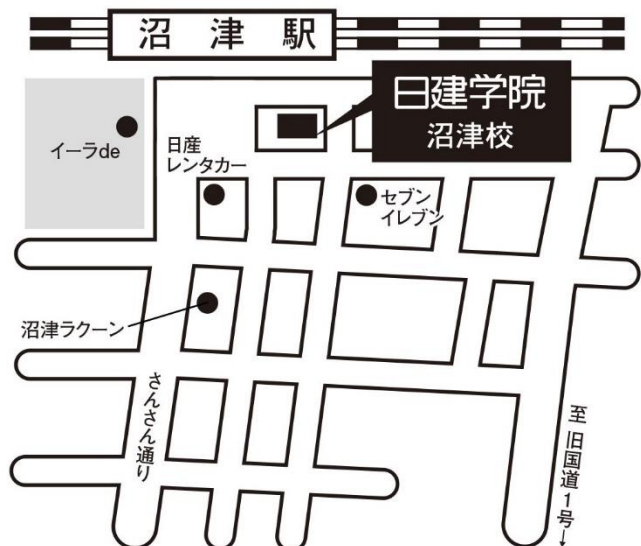 沼津駅
日建学院
沼津校
イーラde
日産
レンタカー
セブン
イレブン
沼津ラクーン
さんさん通り
至旧国道1号→